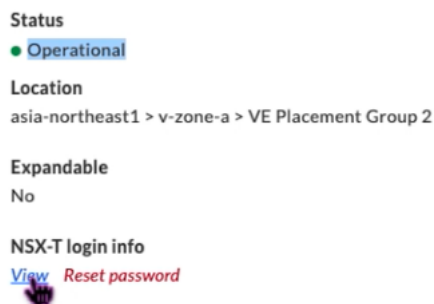 Status
Operational
Location
asia-northeast1 > v-zone-a > VE Placement Group 2
Expandable
No
NSX-T login info
View Reset password